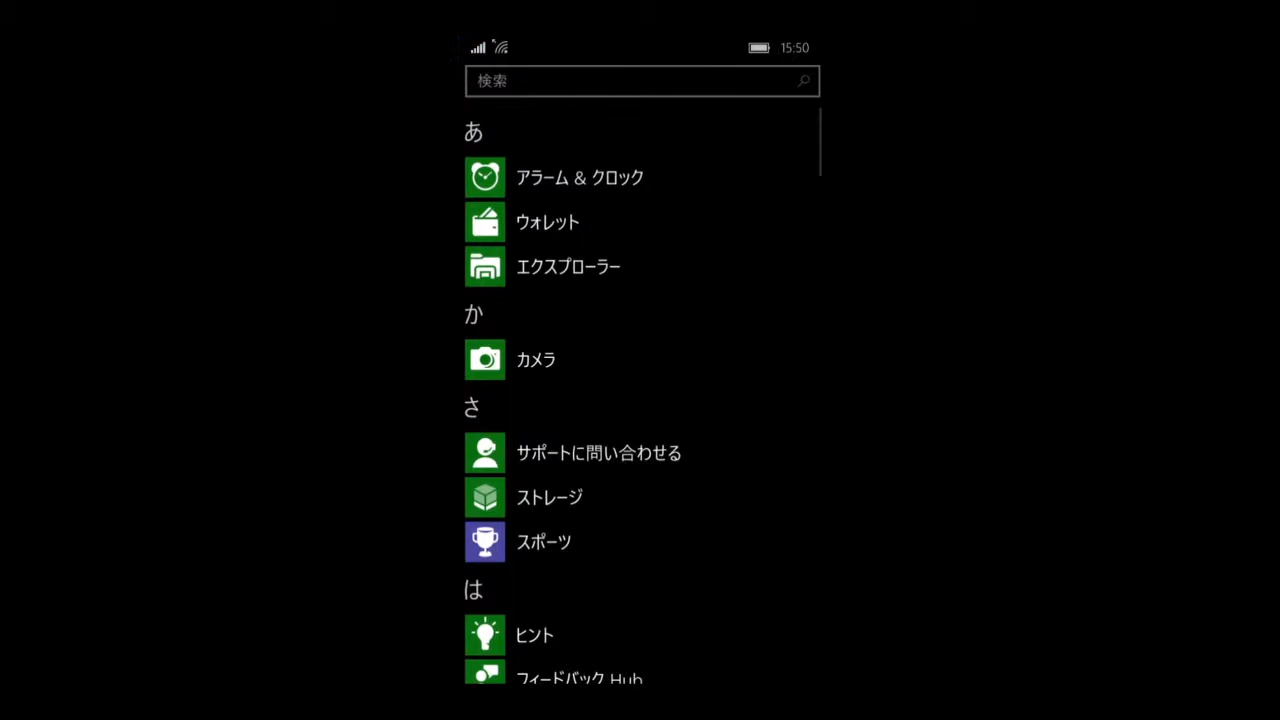 15:50
検索
あ
アラーム & クロック
ウォレット
エクスプローラー
か
カメラ
さ
サポートに問い合わせる
ストレージ
スポーツ
は
ヒント
フィードバック Hub